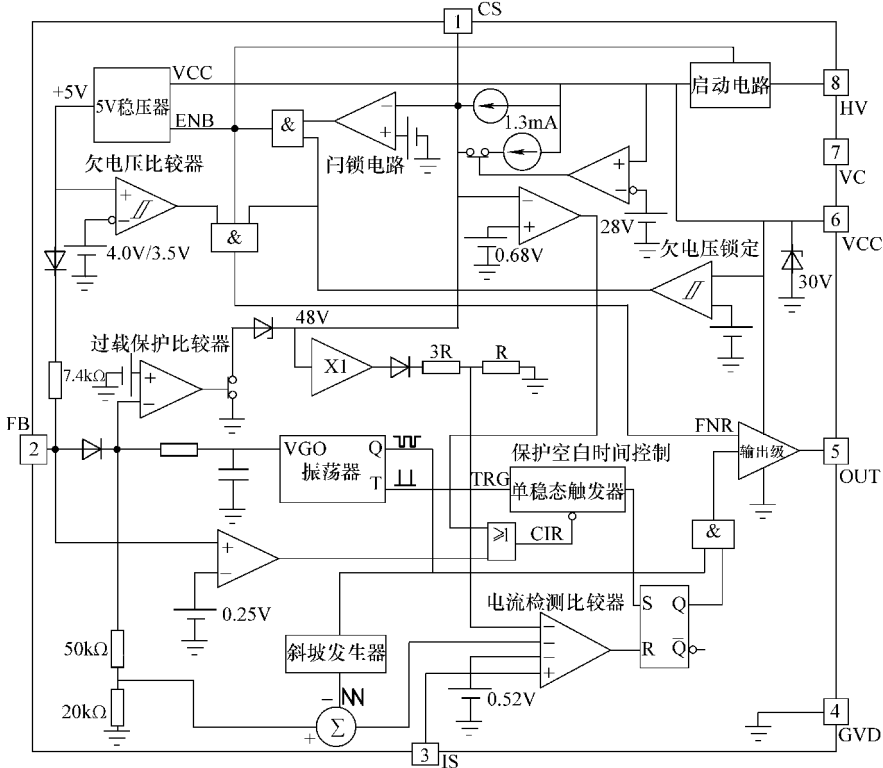 1 CS
+5V
5V稳压器
VCC
ENB
&
闩锁电路
1.3mA
启动电路
8
HV
7
VC
6
VCC
欠电压比较器
4.0V/3.5V
&
0.68V
28V
欠电压锁定
30V
48V
过载保护比较器
7.4kΩ
X1
3R
R
FB
2
VGO
振荡器
Q
T
TRG
保护空白时间控制
单稳态触发器
FNR
输出级
5
OUT
≥1
CIR
&
0.25V
电流检测比较器
S
Q
R
Q̅
50kΩ
斜坡发生器
20kΩ
Σ
0.52V
4
GVD
3 IS